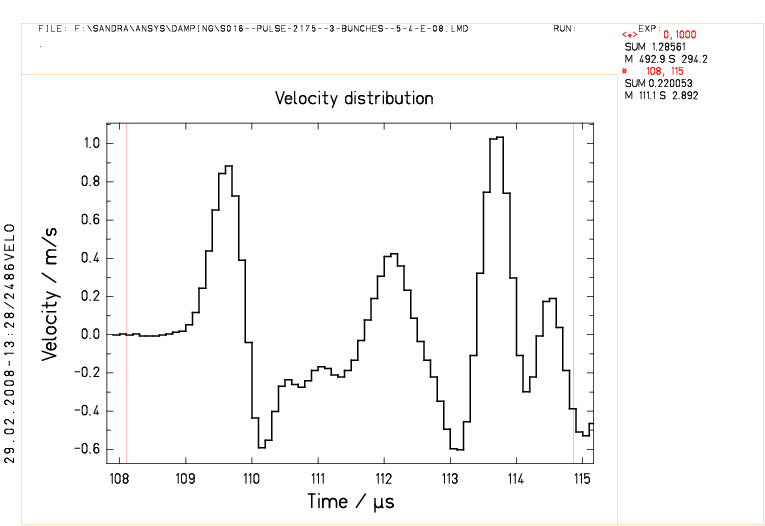 FILE: F:\SANDRA\ANSYS\DAMPING\S016--PULSE-2175--3-BUNCHES--5-4-E-08.LMD RUN: EXP:
.
<*> 0, 1000
SUM 1.28561
M 492.9 S 294.2
* 108, 115
SUM 0.220053
M 111.1 S 2.892
Velocity distribution
1.0
0.8
0.6
0.4
0.2
0.0
-0.2
-0.4
-0.6
Velocity / m/s
108 109 110 111 112 113 114 115
Time / µs
29.02.2008-13:28/2486VELO